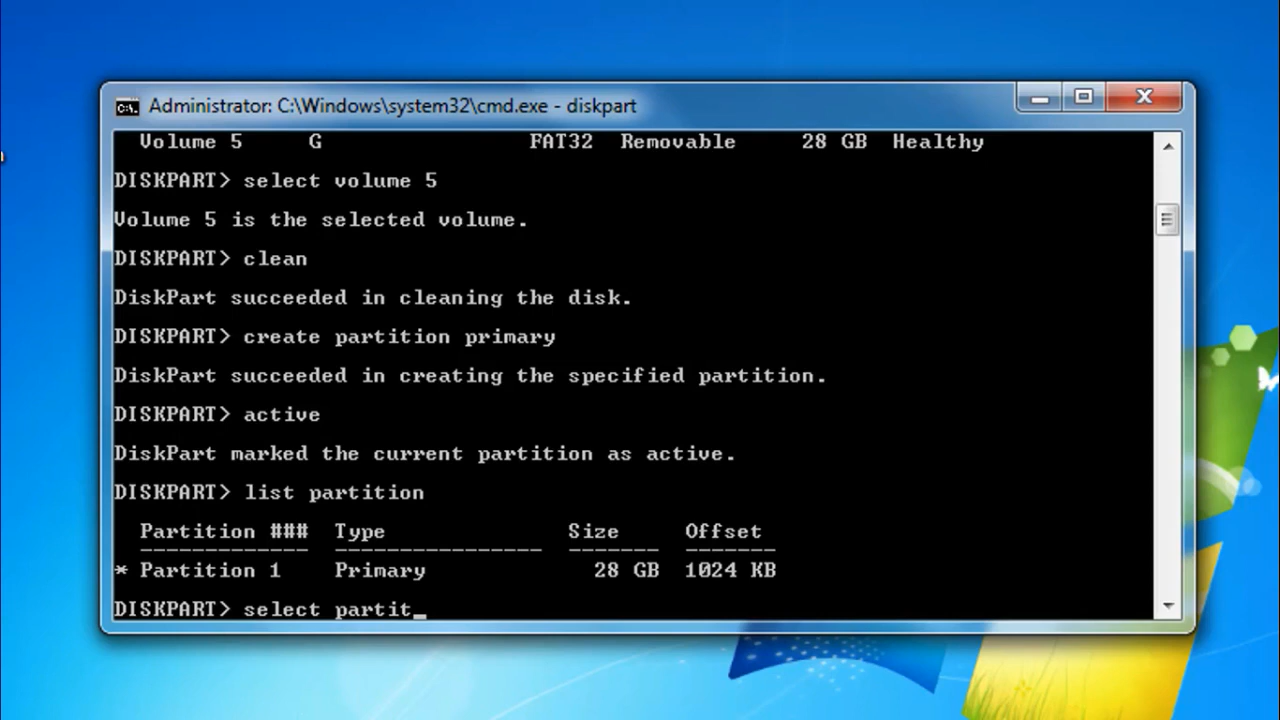 Administrator: C:\Windows\system32\cmd.exe - diskpart
Volume 5 G FAT32 Removable 28 GB Healthy
DISKPART> select volume 5
Volume 5 is the selected volume.
DISKPART> clean
DiskPart succeeded in cleaning the disk.
DISKPART> create partition primary
DiskPart succeeded in creating the specified partition.
DISKPART> active
DiskPart marked the current partition as active.
DISKPART> list partition
Partition ### Type Size Offset
------------- ---------------- ------- -------
* Partition 1 Primary 28 GB 1024 KB
DISKPART> select partit_